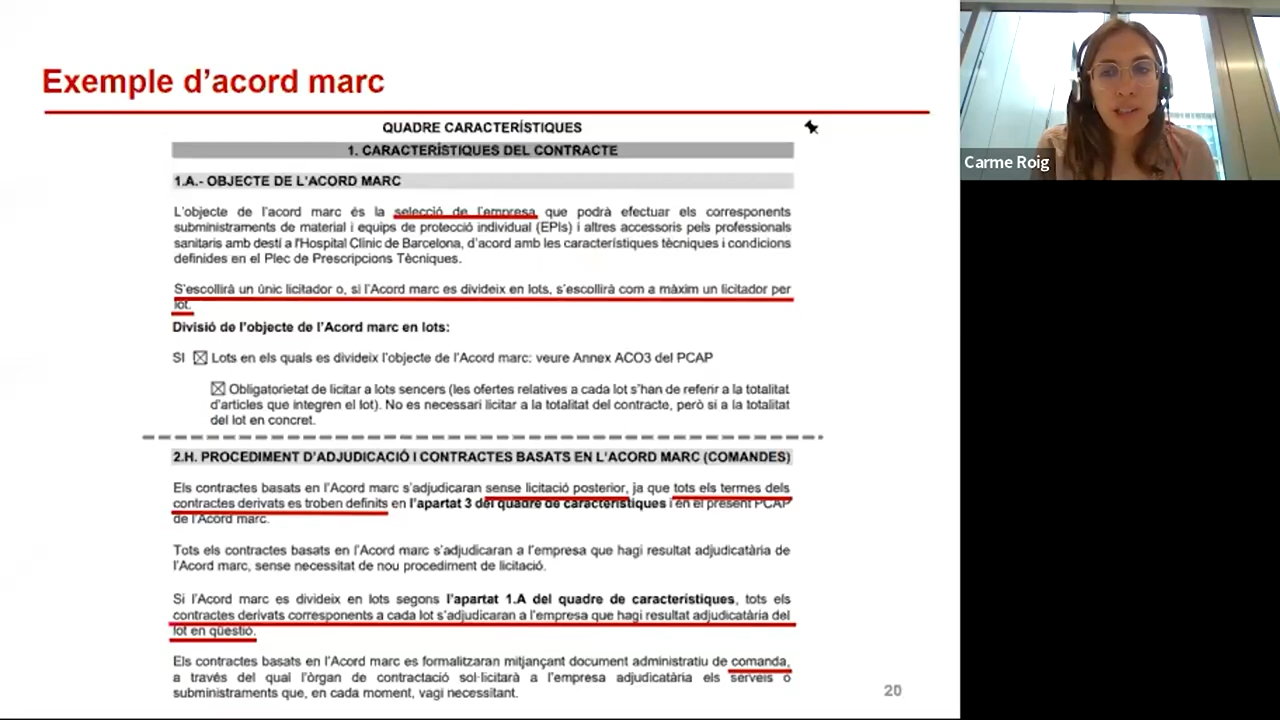 Exemple d'acord marc
QUADRE CARACTERÍSTIQUES
1. CARACTERÍSTIQUES DEL CONTRACTE
1.A.- OBJECTE DE L'ACORD MARC
L'objecte de l'acord marc és la selecció de l'empresa que podrà efectuar els corresponents
subministraments de material i equips de protecció individual (EPIs) i altres accessoris pels professionals
sanitaris amb destí a l'Hospital Clínic de Barcelona, d'acord amb les característiques tècniques i condicions
definides en el Plec de Prescripcions Tècniques.
S'escollirà un únic licitador o, si l'Acord marc es divideix en lots, s'escollirà com a màxim un licitador per
lot.
Divisió de l'objecte de l'Acord marc en lots:
SI ☒ Lots en els quals es divideix l'objecte de l'Acord marc: veure Annex ACO3 del PCAP
☒ Obligatorietat de licitar a lots sencers (les ofertes relatives a cada lot s'han de referir a la totalitat
d'articles que integren el lot). No es necessari licitar a la totalitat del contracte, però si a la totalitat
del lot en concret.
2.H. PROCEDIMENT D'ADJUDICACIÓ I CONTRACTES BASATS EN L'ACORD MARC (COMANDES)
Els contractes basats en l'Acord marc s'adjudicaran sense licitació posterior, ja que tots els termes dels
contractes derivats es troben definits en l'apartat 3 del quadre de característiques i en el present PCAP
de l'Acord marc.
Tots els contractes basats en l'Acord marc s'adjudicaran a l'empresa que hagi resultat adjudicatària de
l'Acord marc, sense necessitat de nou procediment de licitació.
Si l'Acord marc es divideix en lots segons l'apartat 1.A del quadre de característiques, tots els
contractes derivats corresponents a cada lot s'adjudicaran a l'empresa que hagi resultat adjudicatària del
lot en qüestió.
Els contractes basats en l'Acord marc es formalitzaran mitjançant document administratiu de comanda,
a través del qual l'òrgan de contractació sol·licitarà a l'empresa adjudicatària els serveis o
subministraments que, en cada moment, vagi necessitant.
20
Carme Roig